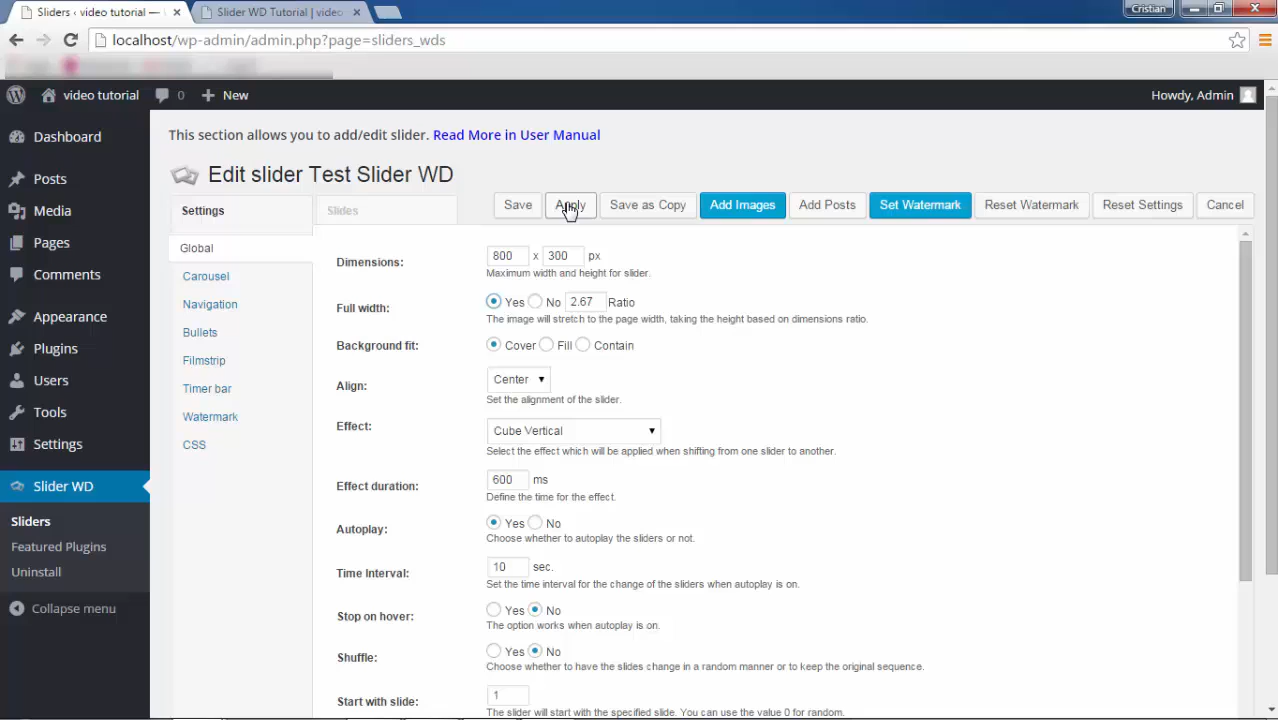 Sliders ‹ video tutorial —
Slider WD Tutorial | video
Cristian
localhost/wp-admin/admin.php?page=sliders_wds
video tutorial
0
New
Howdy, Admin
Dashboard
Posts
Media
Pages
Comments
Appearance
Plugins
Users
Tools
Settings
Slider WD
Sliders
Featured Plugins
Uninstall
Collapse menu
This section allows you to add/edit slider. Read More in User Manual
Edit slider Test Slider WD
Settings
Slides
Save
Apply
Save as Copy
Add Images
Add Posts
Set Watermark
Reset Watermark
Reset Settings
Cancel
Global
Carousel
Navigation
Bullets
Filmstrip
Timer bar
Watermark
CSS
Dimensions: 800 x 300 px
Maximum width and height for slider.
Full width: Yes No 2.67 Ratio
The image will stretch to the page width, taking the height based on dimensions ratio.
Background fit: Cover Fill Contain
Align: Center
Set the alignment of the slider.
Effect: Cube Vertical
Select the effect which will be applied when shifting from one slider to another.
Effect duration: 600 ms
Define the time for the effect.
Autoplay: Yes No
Choose whether to autoplay the sliders or not.
Time Interval: 10 sec.
Set the time interval for the change of the sliders when autoplay is on.
Stop on hover: Yes No
The option works when autoplay is on.
Shuffle: Yes No
Choose whether to have the slides change in a random manner or to keep the original sequence.
Start with slide: 1
The slider will start with the specified slide. You can use the value 0 for random.